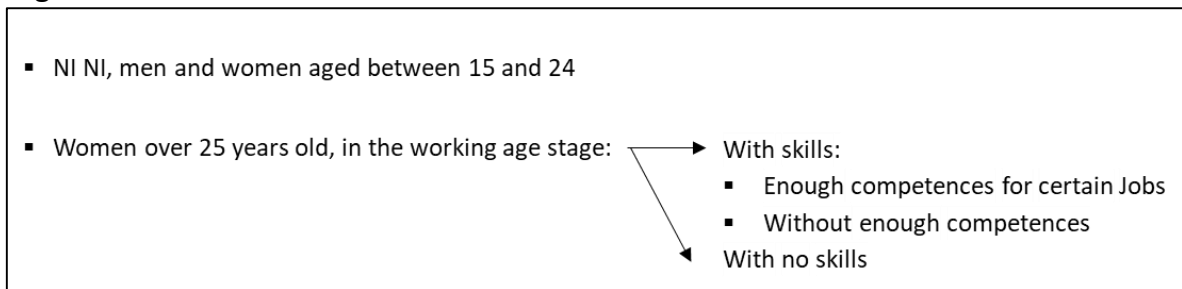 ▪ NI NI, men and women aged between 15 and 24
▪ Women over 25 years old, in the working age stage:
With skills:
▪ Enough competences for certain Jobs
▪ Without enough competences
With no skills